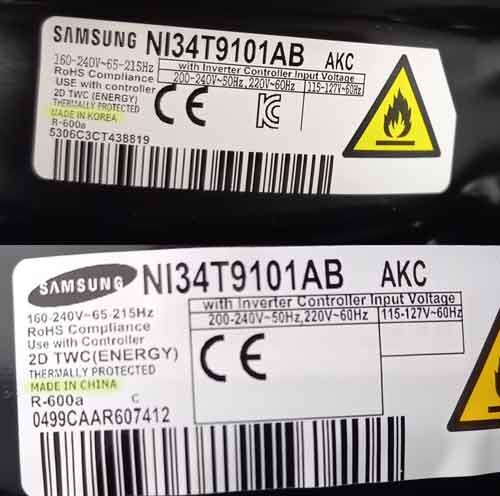 SAMSUNG NI34T9101AB AKC
160-240V~65-215Hz
RoHS Compliance
USE with controller
2D TWC (ENERGY)
THERMALLY PROTECTED
MADE IN KOREA
R-600a
5306C3CT438819
with Inverter Controller Input Voltage
200-240V~50Hz,220V~60Hz 115-127V~60Hz
CE
KC
SAMSUNG NI34T9101AB AKC
160-240V~65-215Hz
RoHS Compliance
Use with Controller
2D TWC(ENERGY)
THERMALLY PROTECTED
MADE IN CHINA
R-600a C
0499CAAR607412
with Inverter Controller Input Voltage
200-240V~50Hz,220V~60Hz 115-127V~60Hz
CE